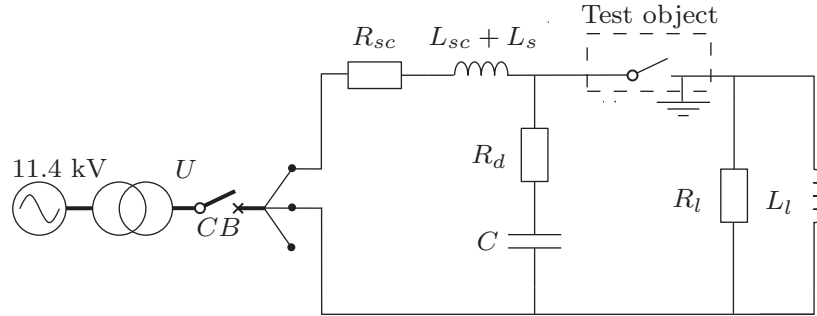 Test object
R_sc
L_sc + L_s
11.4 kV
U
R_d
CB
C
R_l
L_l